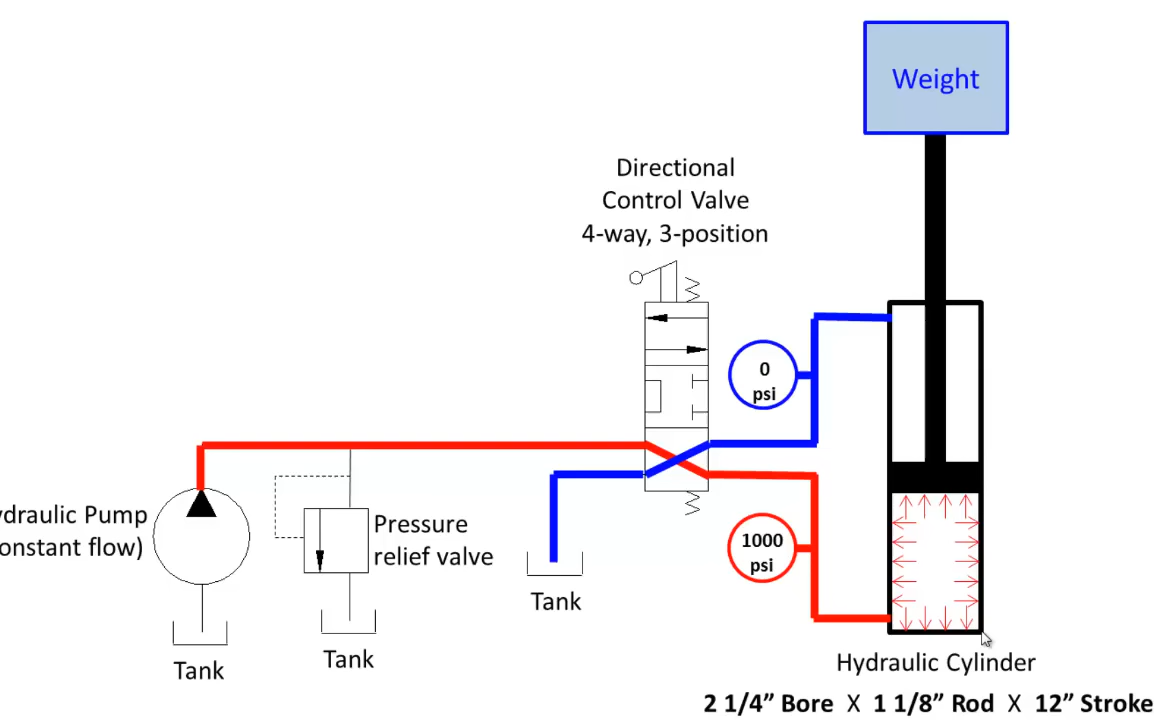 Weight
Directional
Control Valve
4-way, 3-position
0
psi
ydraulic Pump
onstant flow)
Pressure
relief valve
1000
psi
Tank
Tank
Tank
Hydraulic Cylinder
2 1/4” Bore X 1 1/8” Rod X 12” Stroke